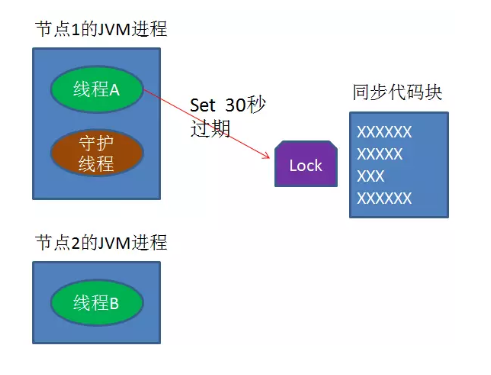 节点1的JVM进程
线程A
守护
线程
Set 30秒
过期
Lock
同步代码块
XXXXXX
XXXXX
XXX
XXXXXX
节点2的JVM进程
线程B